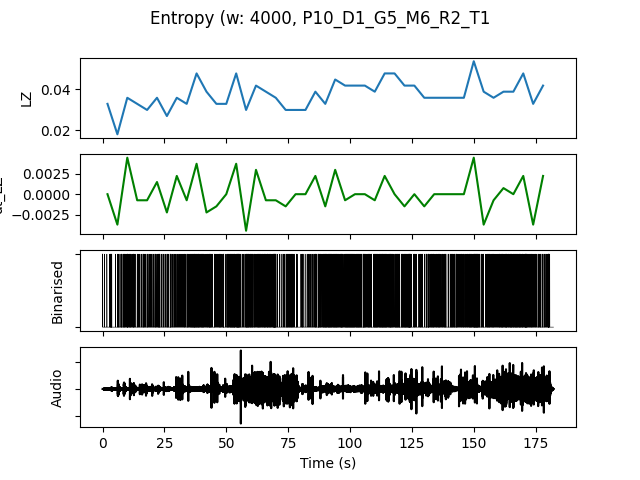 Entropy (w: 4000, P10_D1_G5_M6_R2_T1
LZ
0.04
0.02
0.0025
0.0000
−0.0025
Binarised
Audio
0 25 50 75 100 125 150 175
Time (s)